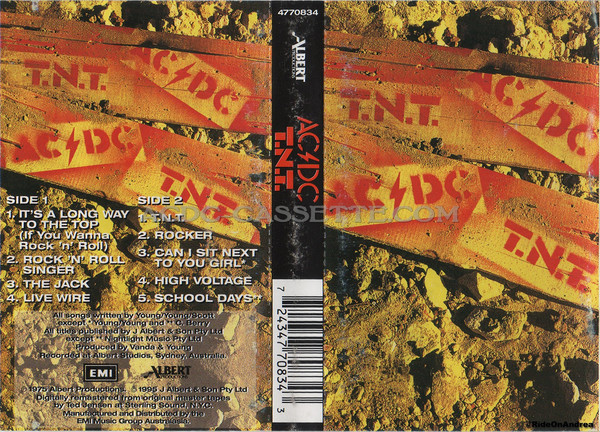 4770834
ALBERT
PRODUCTIONS
AC/DC
T.N.T.
T.N.T.
AC/DC
AC/DC
T.N.T.
SIDE 1
1. IT'S A LONG WAY
TO THE TOP
(If You Wanna
Rock 'n' Roll)
2. ROCK 'N' ROLL
SINGER
3. THE JACK
4. LIVE WIRE
SIDE 2
1. T.N.T.
2. ROCKER
3. CAN I SIT NEXT
TO YOU GIRL*
4. HIGH VOLTAGE
5. SCHOOL DAYS**
All songs written by Young/Young/Scott
except *Young/Young and ** C. Berry
All titles published by J Albert & Son Pty Ltd
except ** Nightlight Music Pty Ltd
Produced by Vanda & Young
Recorded at Albert Studios, Sydney, Australia.
EMI
ALBERT
PRODUCTIONS
©1975 Albert Productions. ℗1995 J Albert & Son Pty Ltd
Digitally remastered from original master tapes
by Ted Jensen at Sterling Sound, N.Y.C.
Manufactured and Distributed by the
EMI Music Group Australasia.
7 24347 70834 3
T.N.T.
AC/DC
AC/DC
T.N.T.
AC-DC-CASSETTE.COM
RideOnAndrea